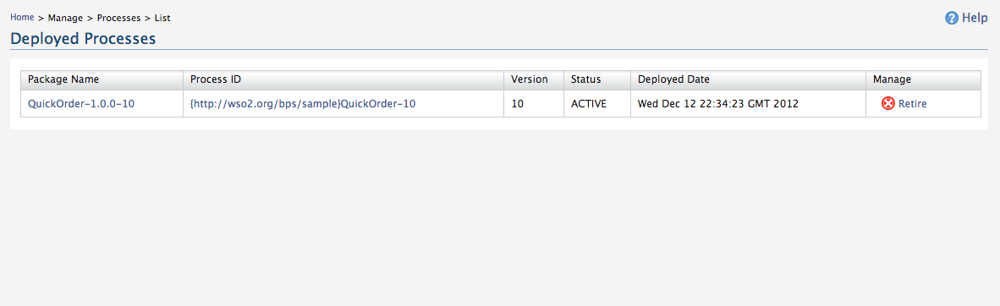 Home > Manage > Processes > List
Help
Deployed Processes
Package Name Process ID Version Status Deployed Date Manage
QuickOrder-1.0.0-10 {http://wso2.org/bps/sample}QuickOrder-10 10 ACTIVE Wed Dec 12 22:34:23 GMT 2012 Retire